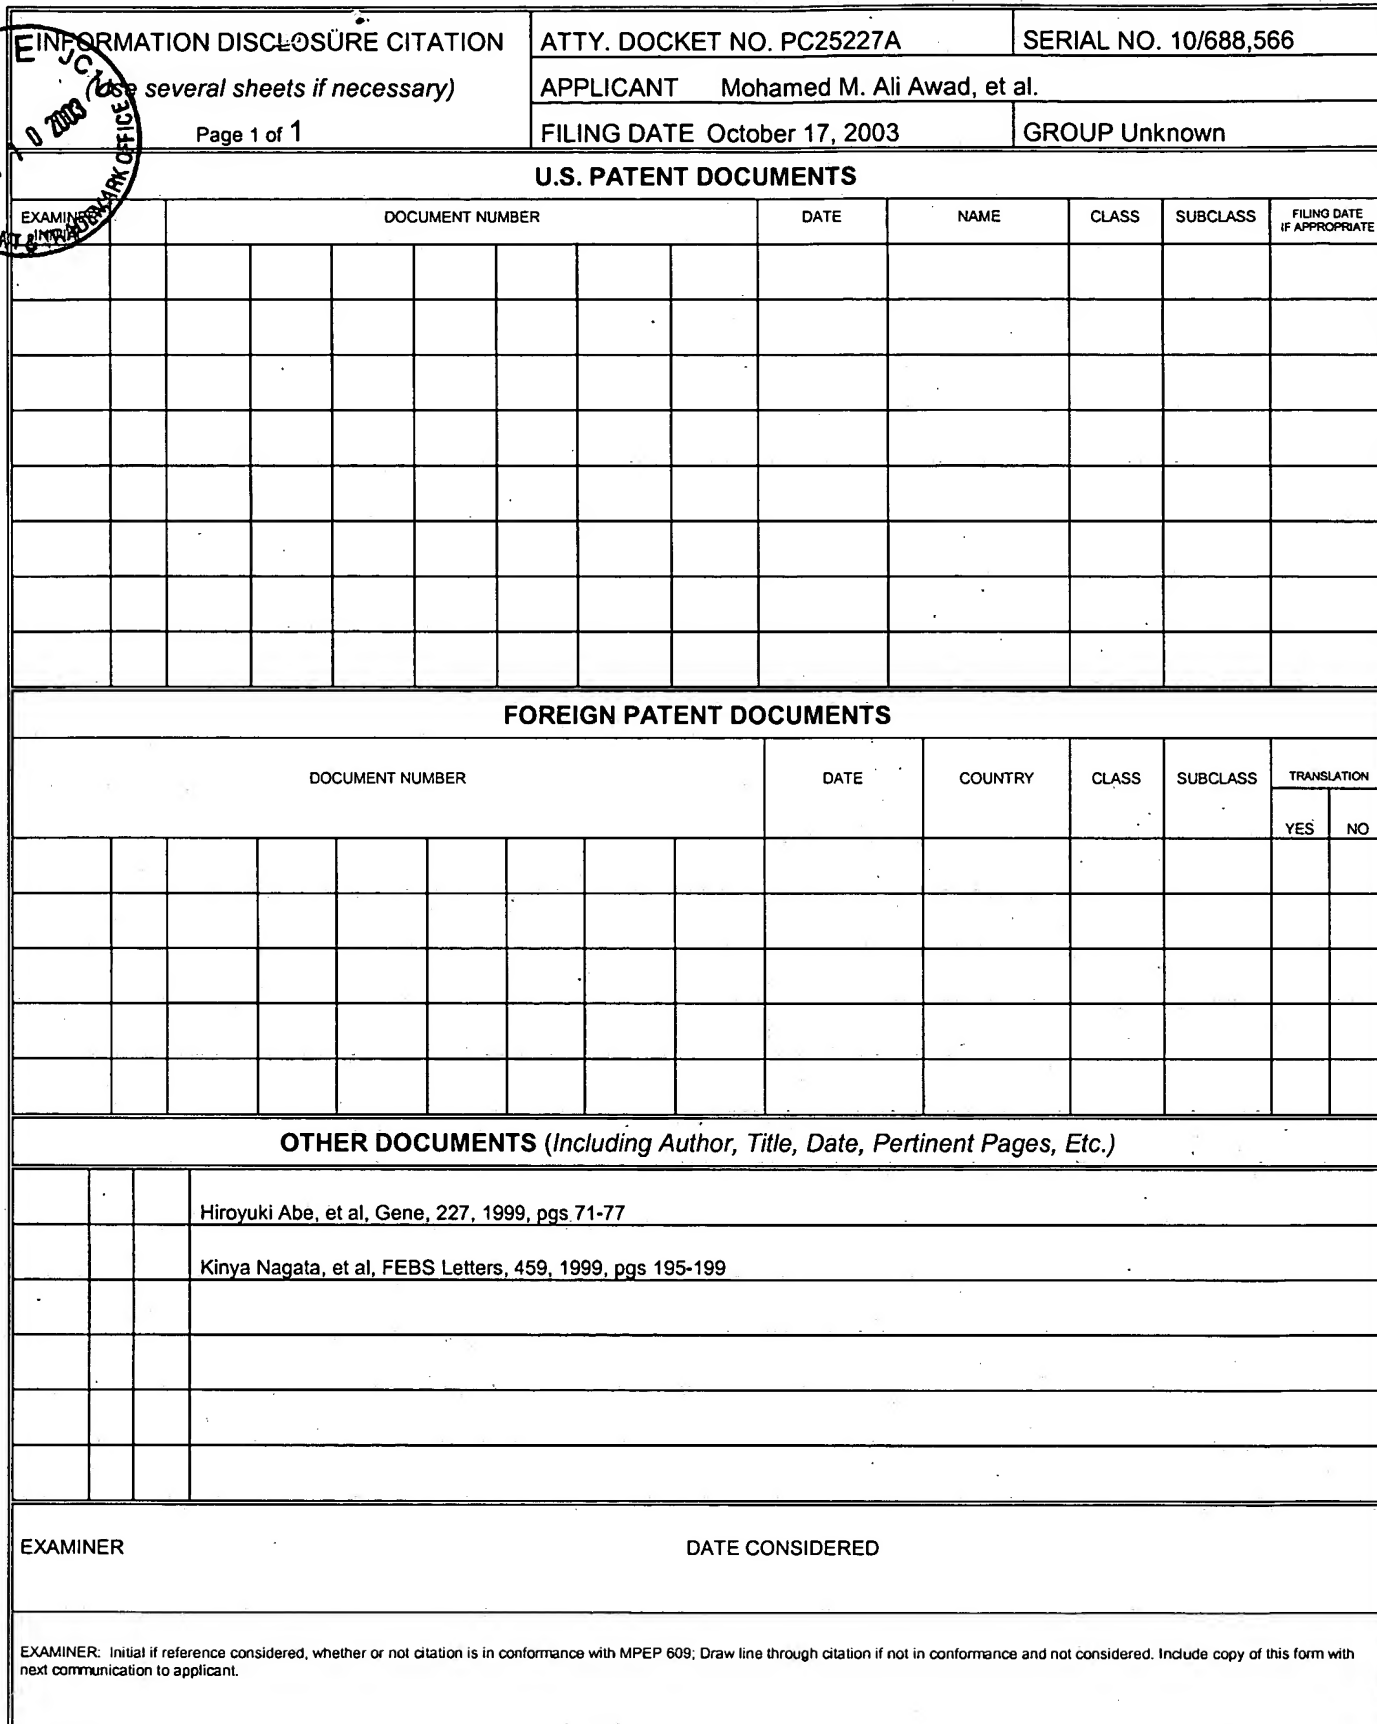 INFORMATION DISCLOSURE CITATION
(Use several sheets if necessary)
Page 1 of 1
ATTY. DOCKET NO. PC25227A
SERIAL NO. 10/688,566
APPLICANT Mohamed M. Ali Awad, et al.
FILING DATE October 17, 2003
GROUP Unknown
U.S. PATENT DOCUMENTS
EXAMINER
INITIAL
DOCUMENT NUMBER
DATE
NAME
CLASS
SUBCLASS
FILING DATE
IF APPROPRIATE
FOREIGN PATENT DOCUMENTS
DOCUMENT NUMBER
DATE
COUNTRY
CLASS
SUBCLASS
TRANSLATION
YES
NO
OTHER DOCUMENTS (Including Author, Title, Date, Pertinent Pages, Etc.)
Hiroyuki Abe, et al, Gene, 227, 1999, pgs 71-77
Kinya Nagata, et al, FEBS Letters, 459, 1999, pgs 195-199
EXAMINER
DATE CONSIDERED
EXAMINER: Initial if reference considered, whether or not citation is in conformance with MPEP 609; Draw line through citation if not in conformance and not considered. Include copy of this form with
next communication to applicant.